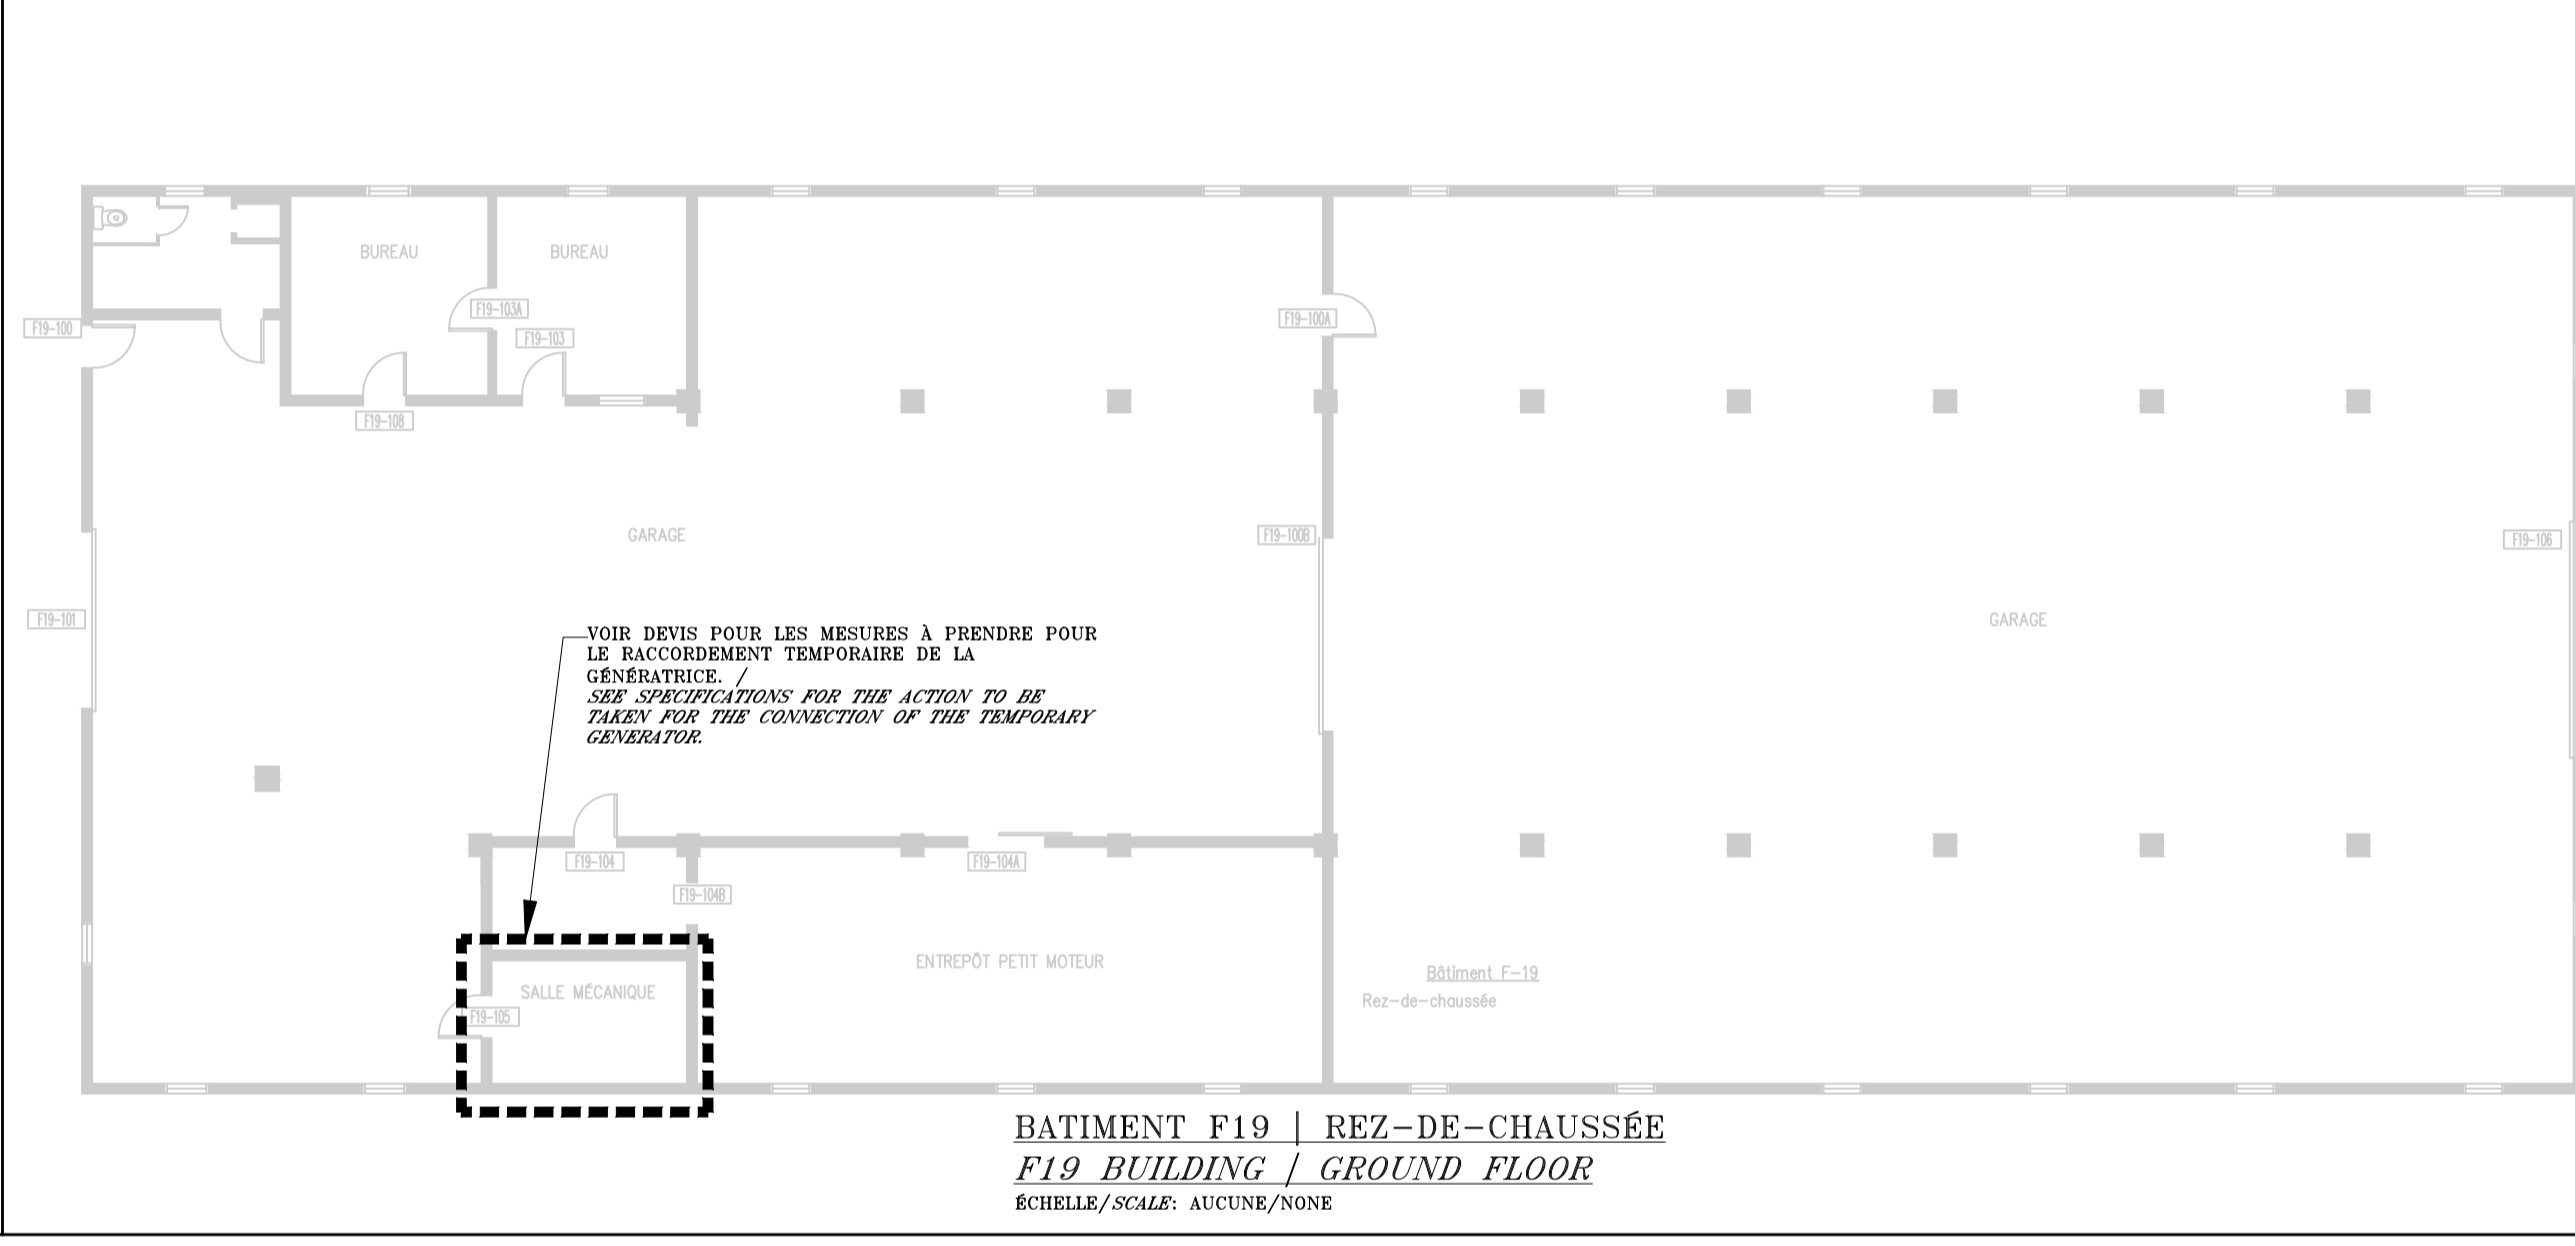 BUREAU
BUREAU
F19-103A
F19-100A
F19-100
F19-103
F19-108
GARAGE
F19-100B
F19-106
F19-101
GARAGE
VOIR DEVIS POUR LES MESURES À PRENDRE POUR
LE RACCORDEMENT TEMPORAIRE DE LA
GÉNÉRATRICE. /
SEE SPECIFICATIONS FOR THE ACTION TO BE
TAKEN FOR THE CONNECTION OF THE TEMPORARY
GENERATOR.
F19-104
F19-104A
F19-104B
ENTREPÔT PETIT MOTEUR
SALLE MÉCANIQUE
F19-105
Bâtiment F-19
Rez-de-chaussée
BATIMENT F19 | REZ-DE-CHAUSSÉE
F19 BUILDING / GROUND FLOOR
ÉCHELLE/SCALE: AUCUNE/NONE